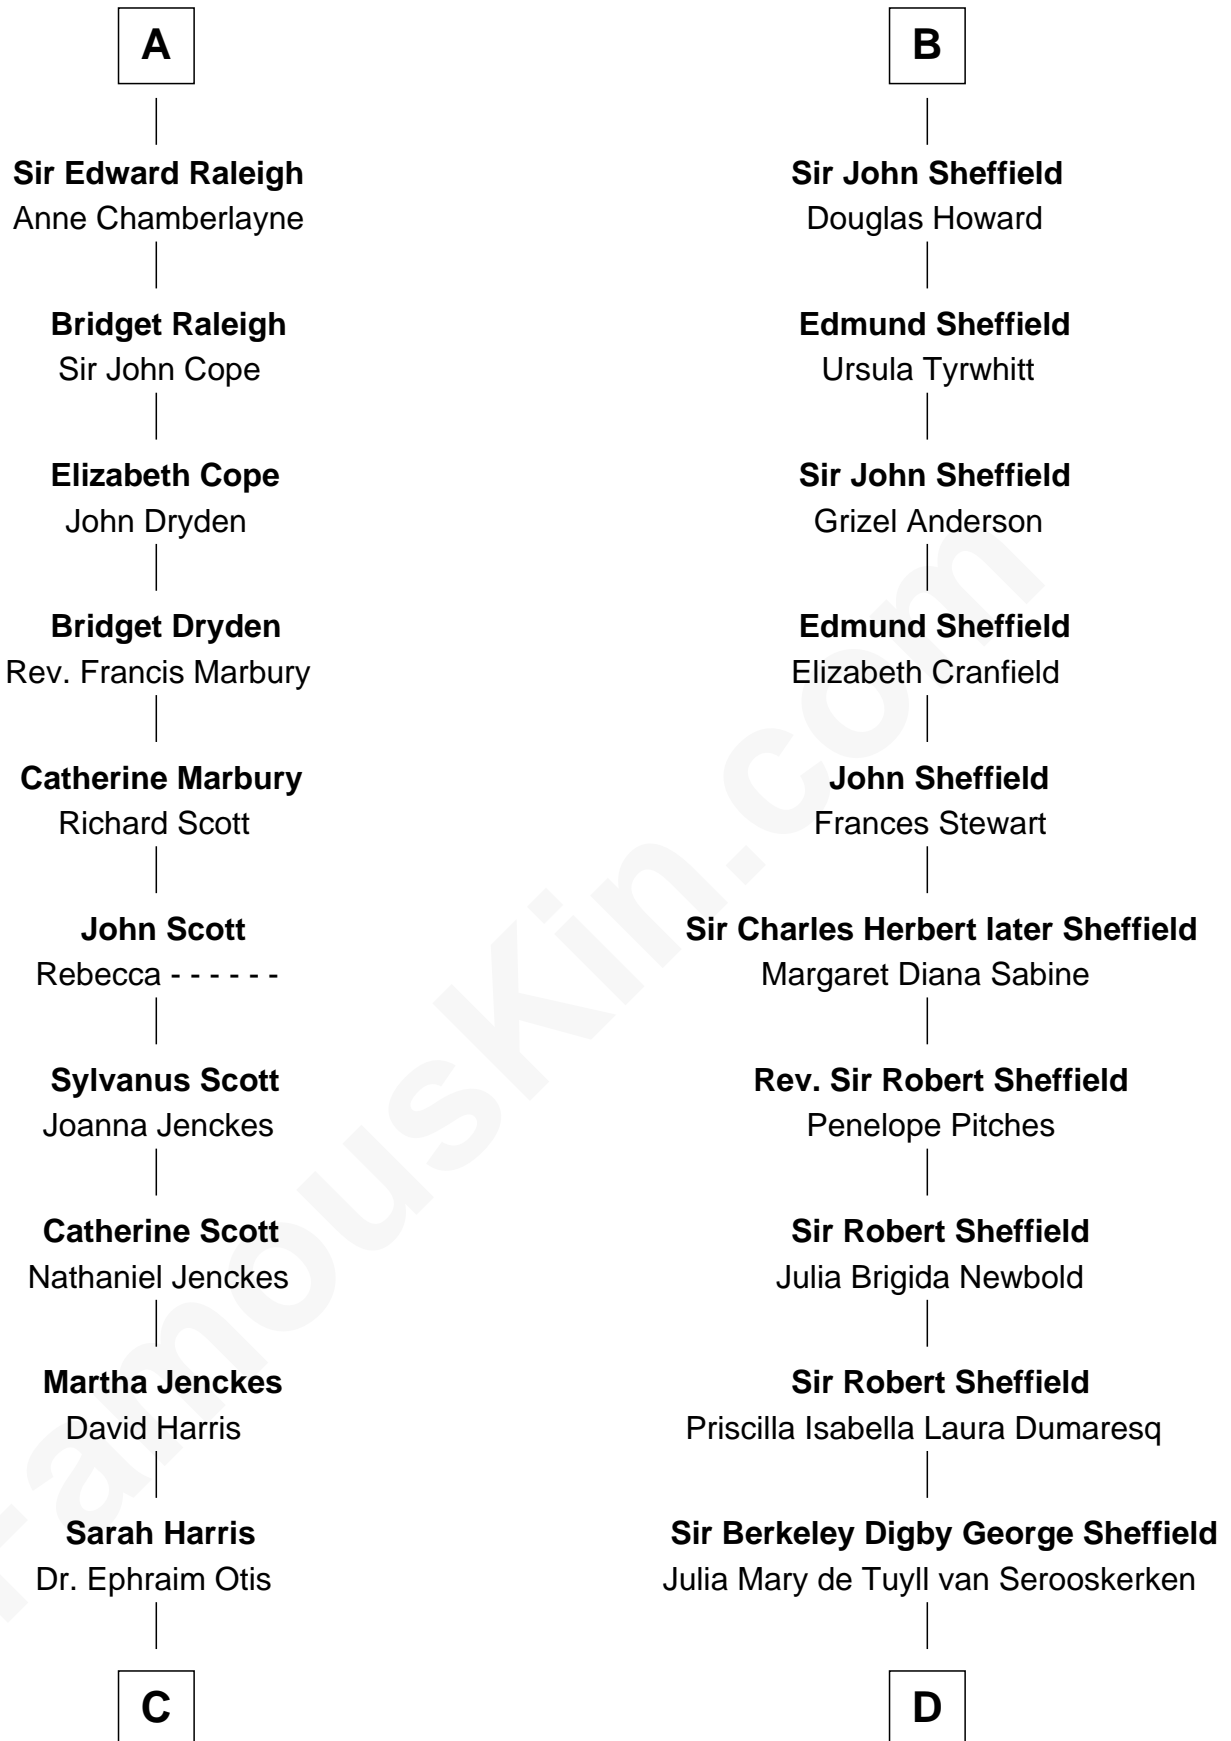 A
Sir Edward Raleigh
Anne Chamberlayne
Bridget Raleigh
Sir John Cope
Elizabeth Cope
John Dryden
Bridget Dryden
Rev. Francis Marbury
Catherine Marbury
Richard Scott
John Scott
Rebecca - - - - - -
Sylvanus Scott
Joanna Jenckes
Catherine Scott
Nathaniel Jenckes
Martha Jenckes
David Harris
Sarah Harris
Dr. Ephraim Otis
C
B
Sir John Sheffield
Douglas Howard
Edmund Sheffield
Ursula Tyrwhitt
Sir John Sheffield
Grizel Anderson
Edmund Sheffield
Elizabeth Cranfield
John Sheffield
Frances Stewart
Sir Charles Herbert later Sheffield
Margaret Diana Sabine
Rev. Sir Robert Sheffield
Penelope Pitches
Sir Robert Sheffield
Julia Brigida Newbold
Sir Robert Sheffield
Priscilla Isabella Laura Dumaresq
Sir Berkeley Digby George Sheffield
Julia Mary de Tuyll van Serooskerken
D
FamousKin.com